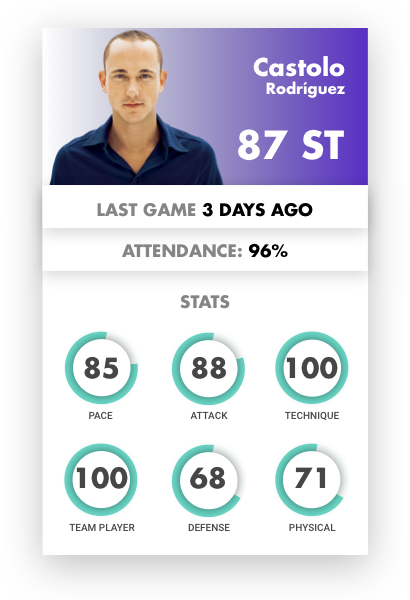 Castolo
Rodríguez
87 ST
LAST GAME 3 DAYS AGO
ATTENDANCE: 96%
STATS
85 88 100
PACE ATTACK TECHNIQUE
100 68 71
TEAM PLAYER DEFENSE PHYSICAL